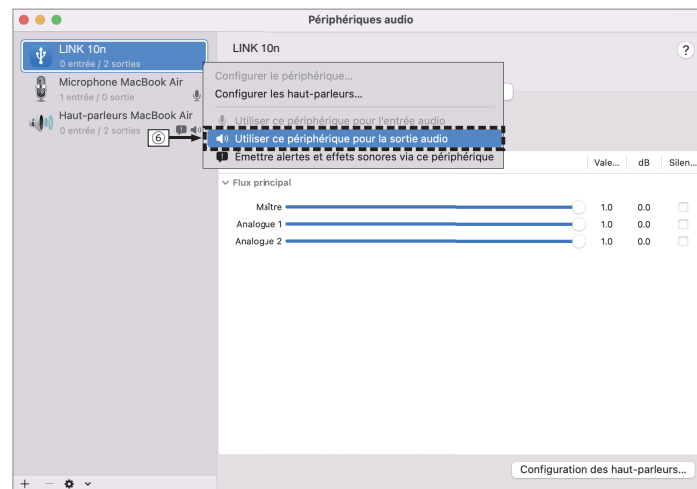 Périphériques audio
LINK 10n
0 entrée / 2 sorties
Microphone MacBook Air
1 entrée / 0 sortie
Haut-parleurs MacBook Air
0 entrée / 2 sorties
⑥
LINK 10n
?
Configurer le périphérique...
Configurer les haut-parleurs...
Utiliser ce périphérique pour l'entrée audio
Utiliser ce périphérique pour la sortie audio
Émettre alertes et effets sonores via ce périphérique
Vale... dB Silen...
Flux principal
Maître 1.0 0.0
Analogue 1 1.0 0.0
Analogue 2 1.0 0.0
Configuration des haut-parleurs...